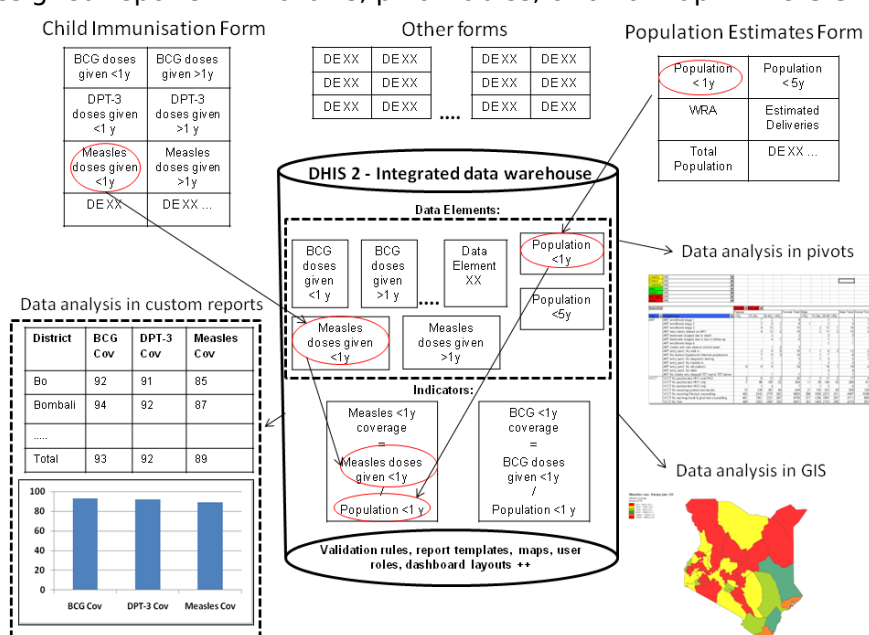 Child Immunisation Form
Other forms
Population Estimates Form
BCG doses given <1y
BCG doses given >1y
DPT-3 doses given <1 y
DPT-3 doses given >1 y
Measles doses given <1y
Measles doses given >1y
DE XX
DE XX ...
DE XX DE XX
DE XX DE XX
DE XX DE XX
....
DE XX DE XX
DE XX DE XX
DE XX DE XX
Population < 1y
Population < 5y
WRA
Estimated Deliveries
Total Population
DE XX ...
DHIS 2 - Integrated data warehouse
Data Elements:
BCG doses given <1 y
BCG doses given >1 y
....
Data Element XX
Population <1y
Population <5y
Measles doses given <1y
Measles doses given >1y
Indicators:
Measles <1y coverage
=
Measles doses given <1y
/
Population <1 y
BCG <1y coverage
=
BCG doses given <1y
/
Population <1y
Validation rules, report templates, maps, user roles, dashboard layouts ++
Data analysis in custom reports
District BCG Cov DPT-3 Cov Measles Cov
Bo 92 91 85
Bombali 94 92 87
.....
Total 93 92 89
100
80
60
40
20
0
BCG Cov DPT-3 Cov Measles Cov
Data analysis in pivots
Data analysis in GIS